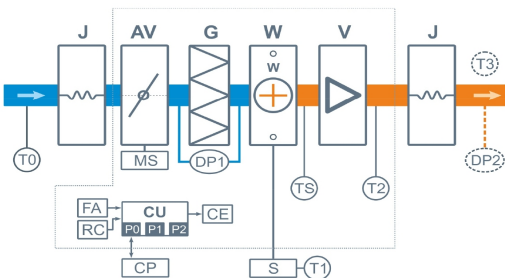 J AV G W V J
W
T3
T0
MS
DP1
TS
T2
DP2
FA
CU
CE
RC
P0 P1 P2
CP
S
T1